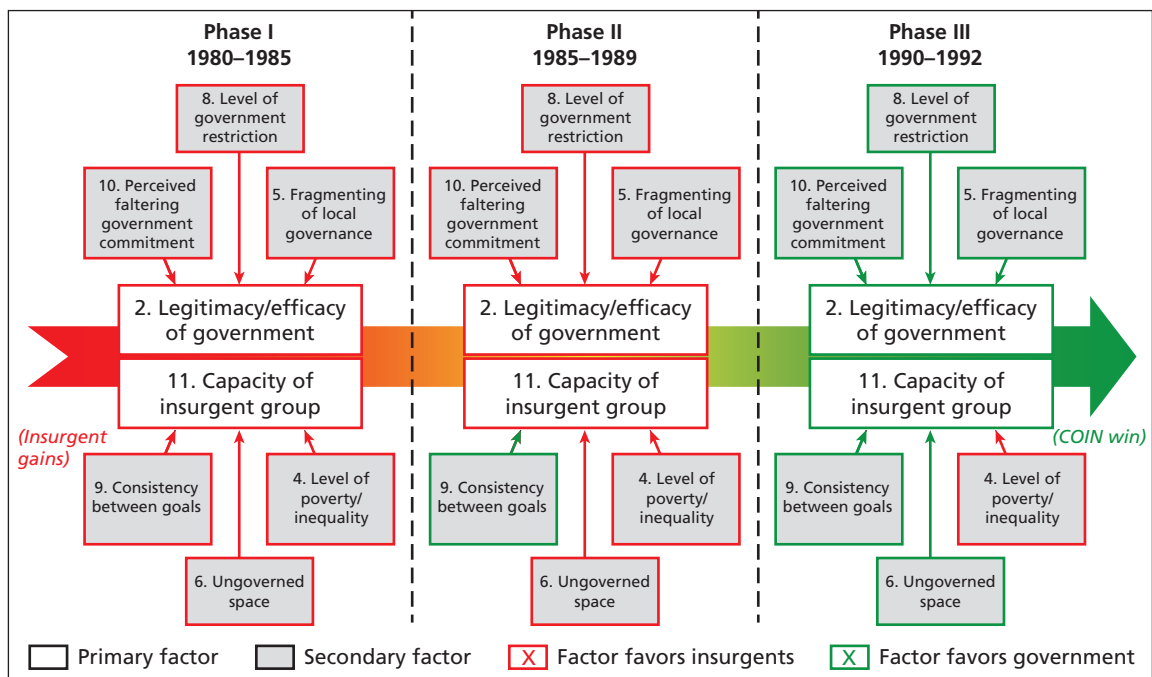 Phase I
1980–1985
8. Level of
government
restriction
10. Perceived
faltering
government
commitment
5. Fragmenting
of local
governance
2. Legitimacy/efficacy
of government
11. Capacity of
insurgent group
(Insurgent
gains)
9. Consistency
between goals
4. Level of
poverty/
inequality
6. Ungoverned
space
Phase II
1985–1989
8. Level of
government
restriction
10. Perceived
faltering
government
commitment
5. Fragmenting
of local
governance
2. Legitimacy/efficacy
of government
11. Capacity of
insurgent group
9. Consistency
between goals
4. Level of
poverty/
inequality
6. Ungoverned
space
Phase III
1990–1992
8. Level of
government
restriction
10. Perceived
faltering
government
commitment
5. Fragmenting
of local
governance
2. Legitimacy/efficacy
of government
11. Capacity of
insurgent group
(COIN win)
9. Consistency
between goals
4. Level of
poverty/
inequality
6. Ungoverned
space
Primary factor
Secondary factor
X Factor favors insurgents
X Factor favors government